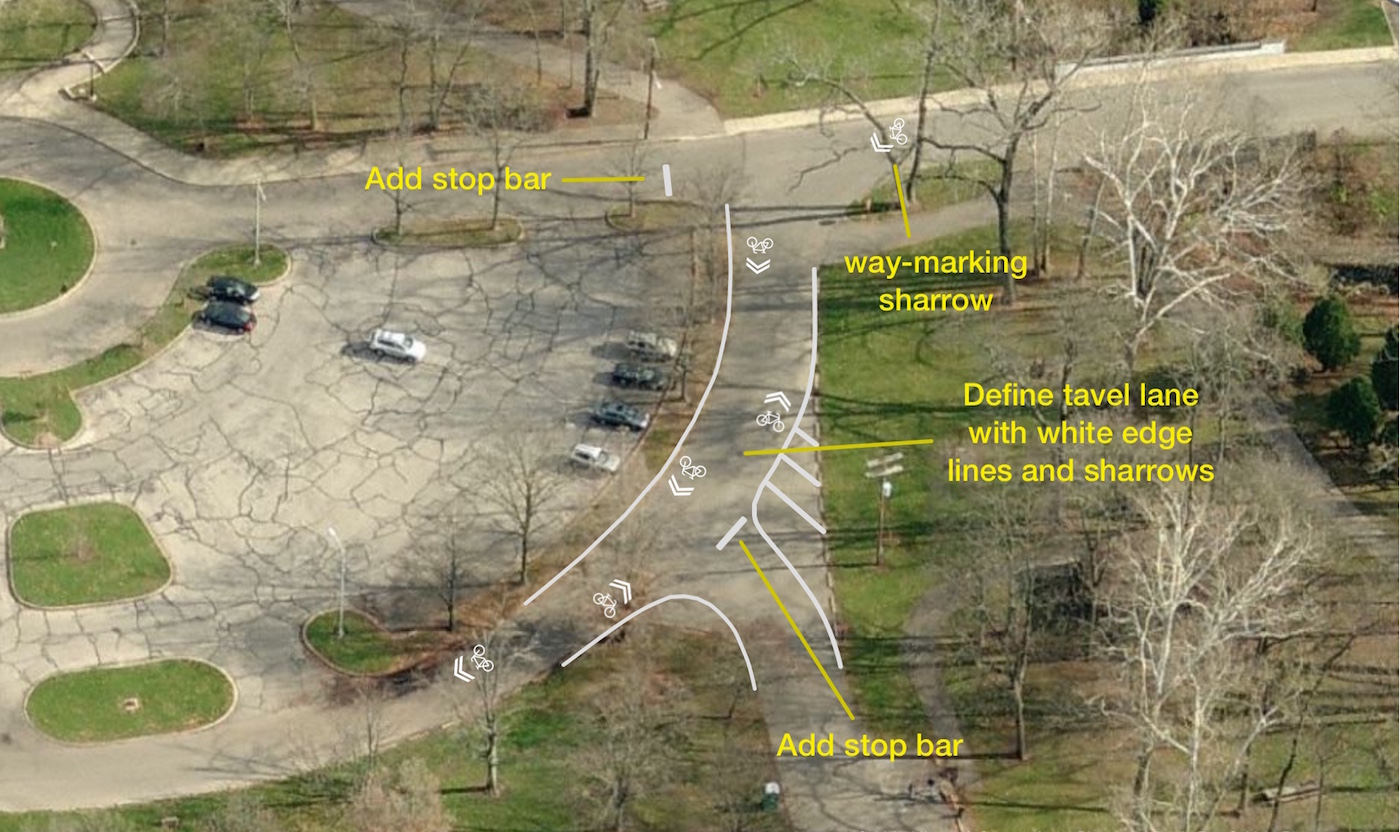 Add stop bar
way-marking
sharrow
Define tavel lane
with white edge
lines and sharrows
Add stop bar